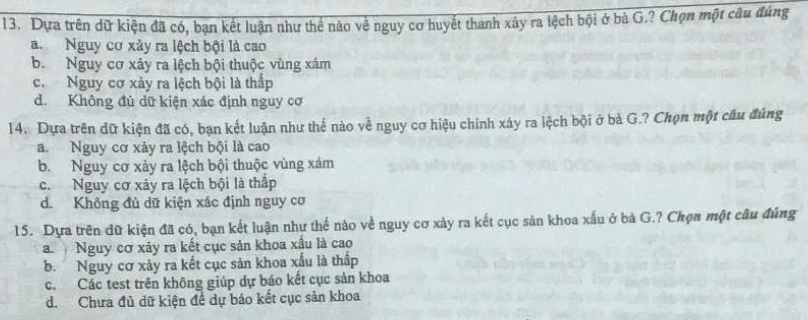 13. Dựa trên dữ kiện đã có, bạn kết luận như thế nào về nguy cơ huyết thanh xảy ra lệch bội ở bà G.? Chọn một câu đúng
a. Nguy cơ xảy ra lệch bội là cao
b. Nguy cơ xảy ra lệch bội thuộc vùng xám
c. Nguy cơ xảy ra lệch bội là thấp
d. Không đủ dữ kiện xác định nguy cơ
14. Dựa trên dữ kiện đã có, bạn kết luận như thế nào về nguy cơ hiệu chỉnh xảy ra lệch bội ở bà G.? Chọn một câu đúng
a. Nguy cơ xảy ra lệch bội là cao
b. Nguy cơ xảy ra lệch bội thuộc vùng xám
c. Nguy cơ xảy ra lệch bội là thấp
d. Không đủ dữ kiện xác định nguy cơ
15. Dựa trên dữ kiện đã có, bạn kết luận như thế nào về nguy cơ xảy ra kết cục sản khoa xấu ở bà G.? Chọn một câu đúng
a. Nguy cơ xảy ra kết cục sản khoa xấu là cao
b. Nguy cơ xảy ra kết cục sản khoa xấu là thấp
c. Các test trên không giúp dự báo kết cục sản khoa
d. Chưa đủ dữ kiện để dự báo kết cục sản khoa